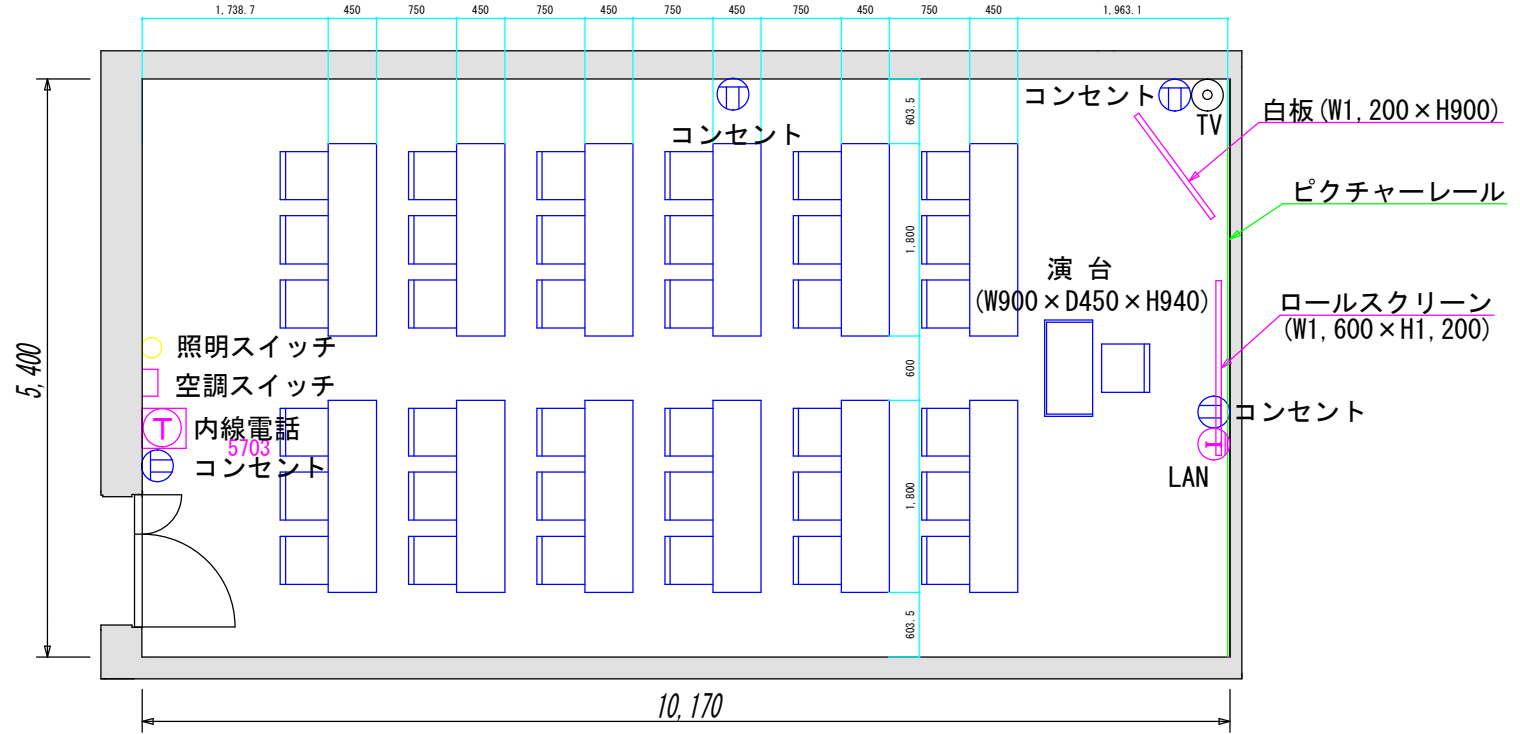 1,738.7 450 750 450 750 450 750 450 750 450 750 450 1,963.1
コンセント
TV
白板(W1,200×H900)
コンセント
603.5
ピクチャーレール
1,800
演 台
(W900×D450×H940)
ロールスクリーン
(W1,600×H1,200)
照明スイッチ
空調スイッチ
600
5,400
コンセント
T 内線電話
5703
コンセント
LAN
1,800
603.5
10,170